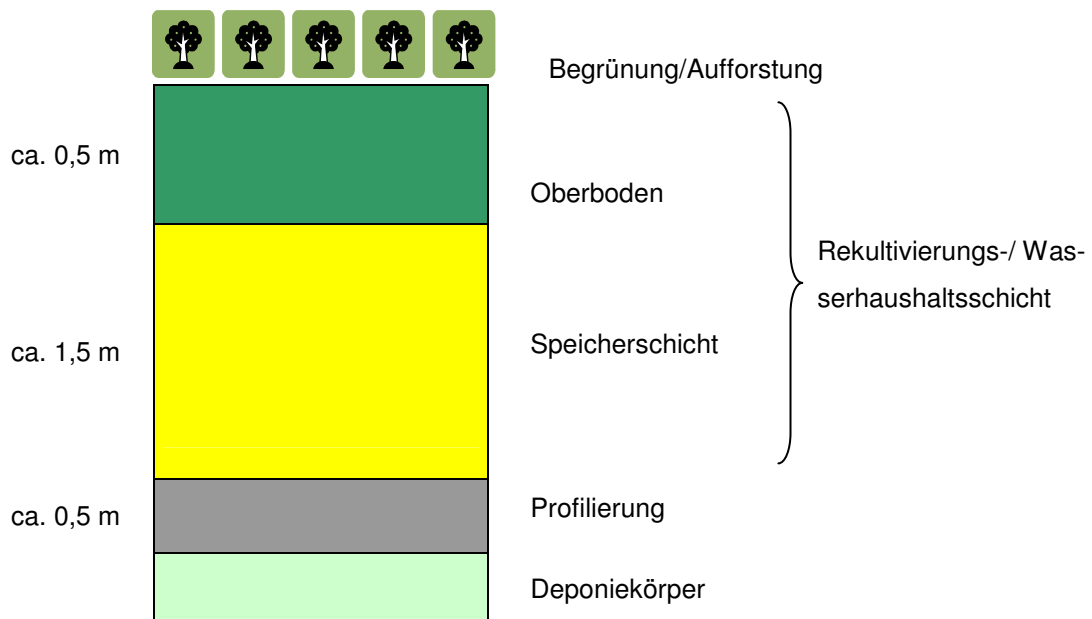 Begrünung/Aufforstung
ca. 0,5 m
Oberboden
Rekultivierungs-/ Was-
serhaushaltsschicht
ca. 1,5 m
Speicherschicht
ca. 0,5 m
Profilierung
Deponiekörper